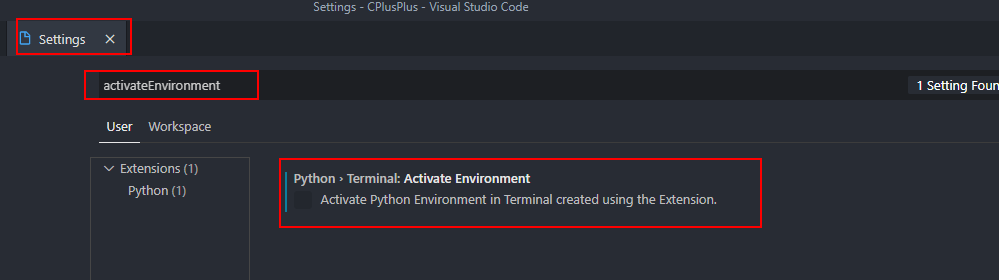 Settings - CPlusPlus - Visual Studio Code
Settings
activateEnvironment
1 Setting Foun
User Workspace
Extensions (1)
Python (1)
Python › Terminal: Activate Environment
Activate Python Environment in Terminal created using the Extension.